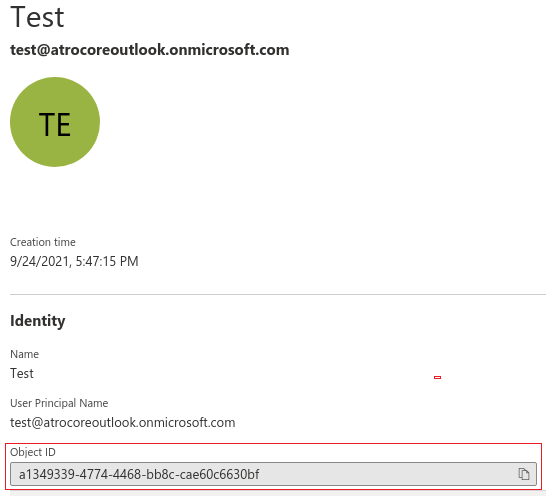 Test
test@atrocoreoutlook.onmicrosoft.com
TE
Creation time
9/24/2021, 5:47:15 PM
Identity
Name
Test
User Principal Name
test@atrocoreoutlook.onmicrosoft.com
Object ID
a1349339-4774-4468-bb8c-cae60c6630bf